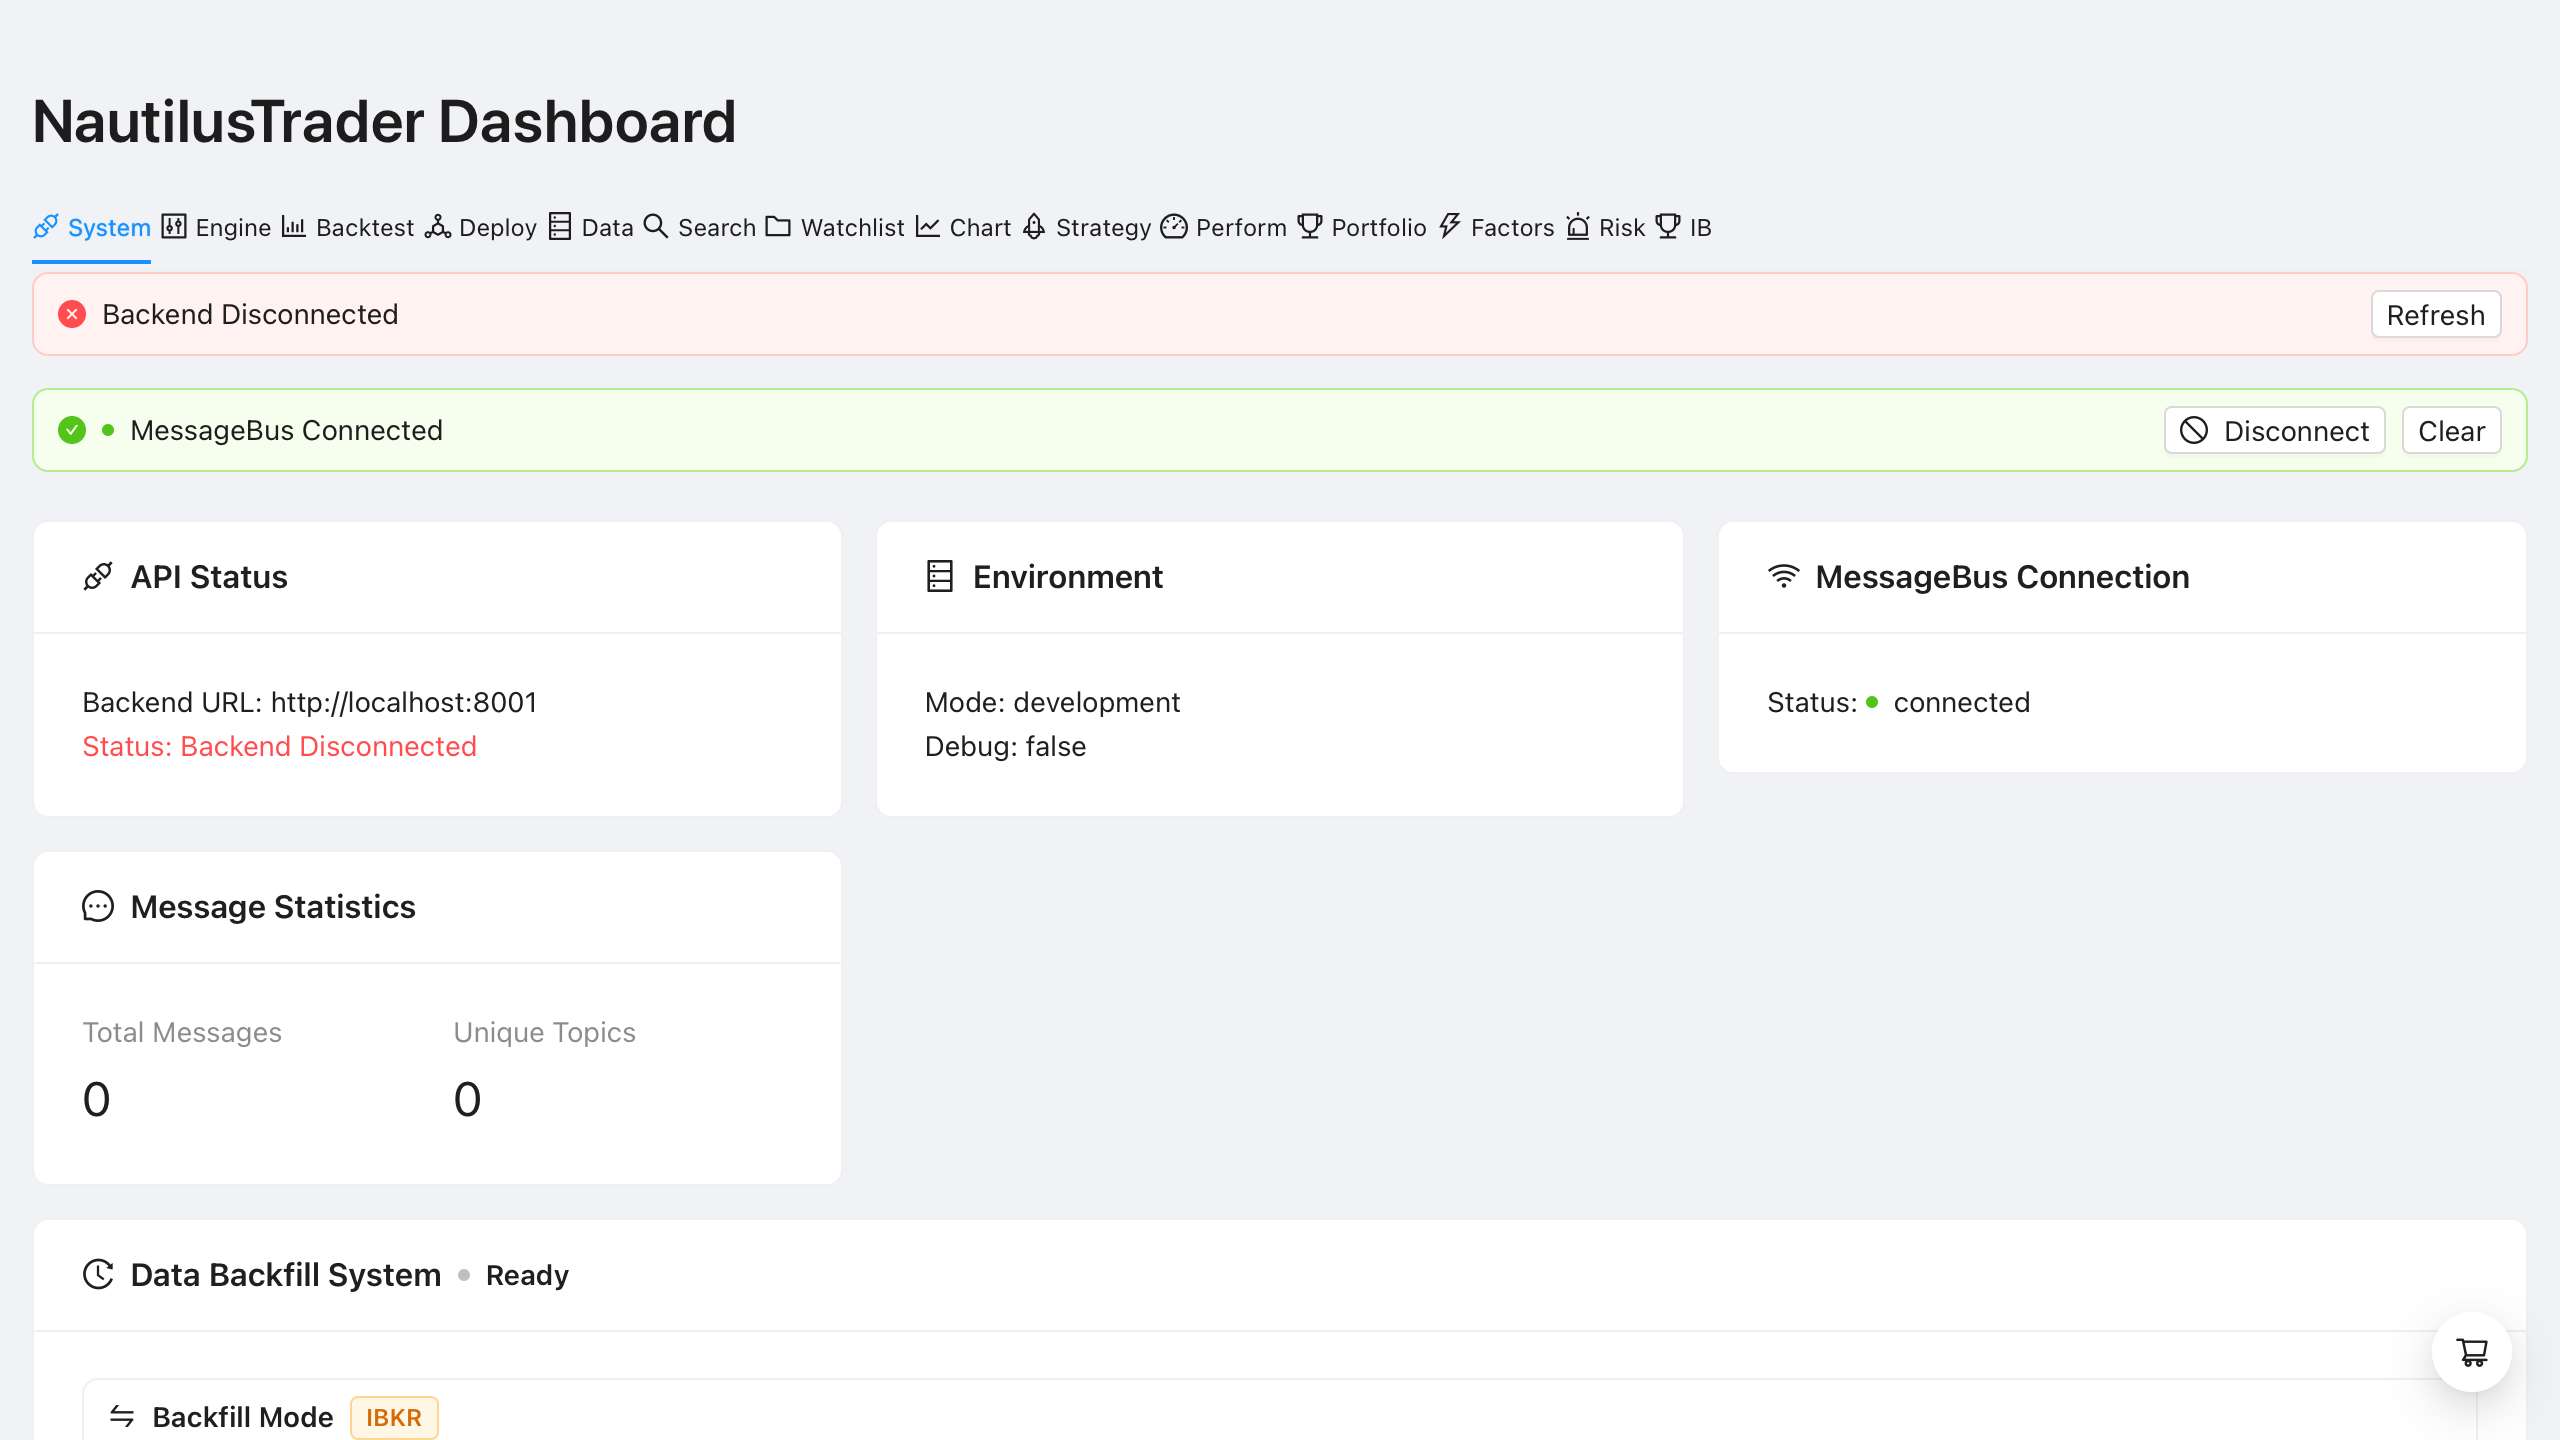 NautilusTrader Dashboard
System Engine Backtest Deploy Data Search Watchlist Chart Strategy Perform Portfolio Factors Risk IB
Backend Disconnected Refresh
MessageBus Connected Disconnect Clear
API Status
Backend URL: http://localhost:8001
Status: Backend Disconnected
Environment
Mode: development
Debug: false
MessageBus Connection
Status: connected
Message Statistics
Total Messages Unique Topics
0 0
Data Backfill System Ready
Backfill Mode IBKR